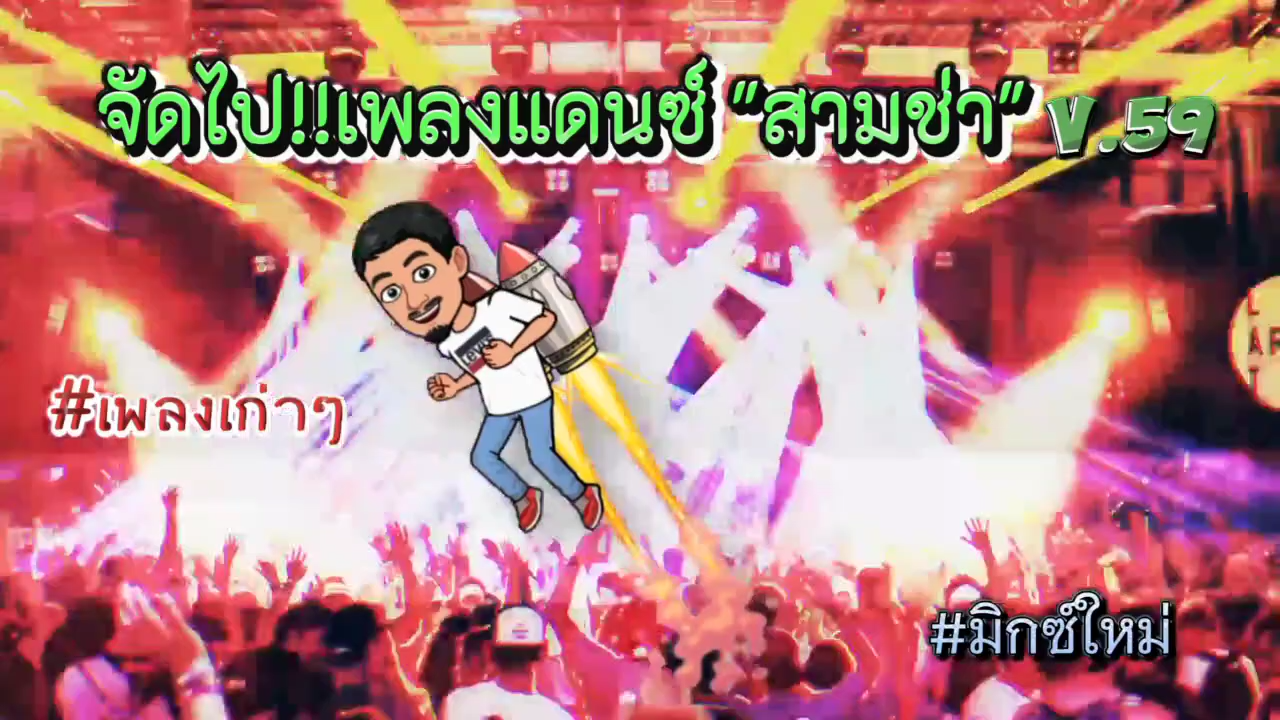 จัดไป!!เพลงแดนซ์ "สามช่า" V.59
#เพลงเก่าๆ
#มิกซ์ใหม่